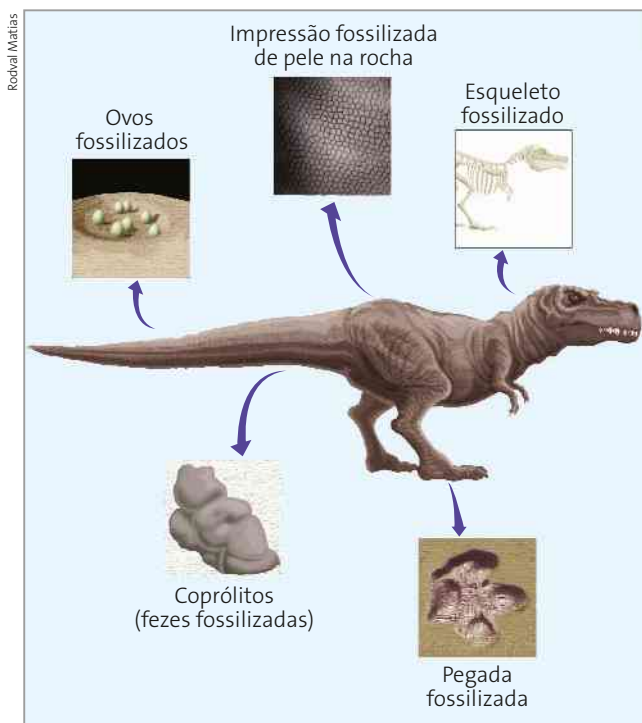 Rodval Matias
Impressão fossilizada
de pele na rocha
Esqueleto
fossilizado
Ovos
fossilizados
Coprólitos
(fezes fossilizadas)
Pegada
fossilizada